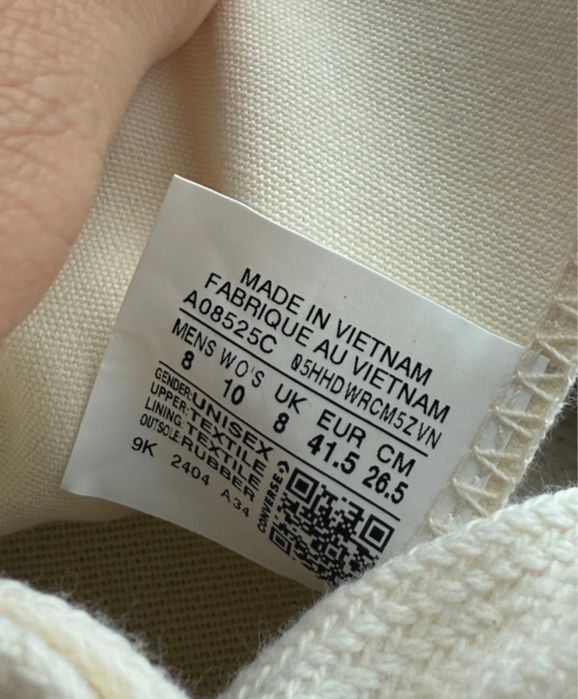 MADE IN VIETNAM
FABRIQUE AU VIETNAM
A08525C 05HHDWRCM5ZVN
MENS WO'S UK EUR CM
8 10 8 41.5 26.5
GENDER: UNISEX
UPPER: TEXTILE
LINING: TEXTILE
OUTSOLE: RUBBER
9K 2404 A34
CONVERSE